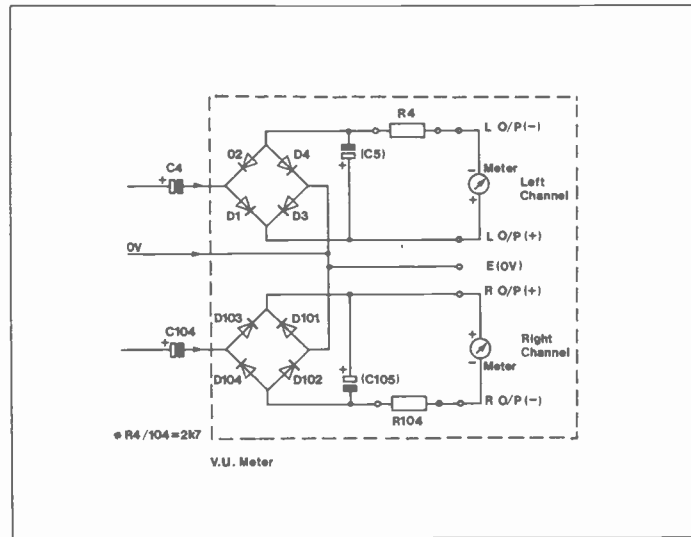 R4
L O/P(-)
C4
+
D2
D4
(C5)
+
-
Meter
+
Left
Channel
D1
D3
L O/P(+)
0V
E(0V)
R O/P(+)
C104
+
D103
D101
+
(C105)
+
-
Meter
Right
Channel
D104
D102
R O/P(-)
R104
* R4/104=2k7
V.U. Meter